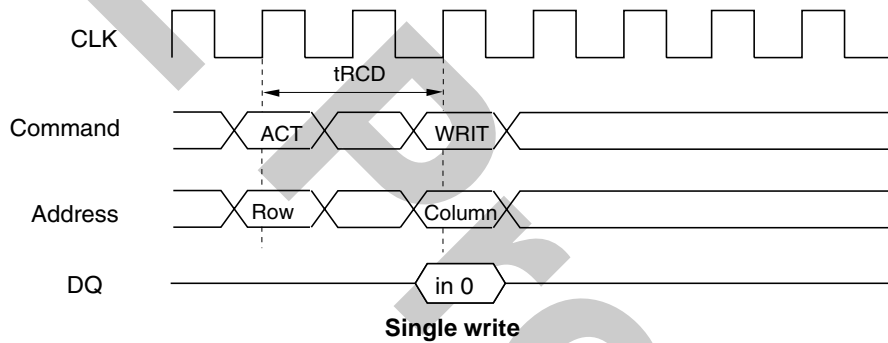 CLK
tRCD
Command ACT WRIT
Address Row Column
DQ in 0
Single write